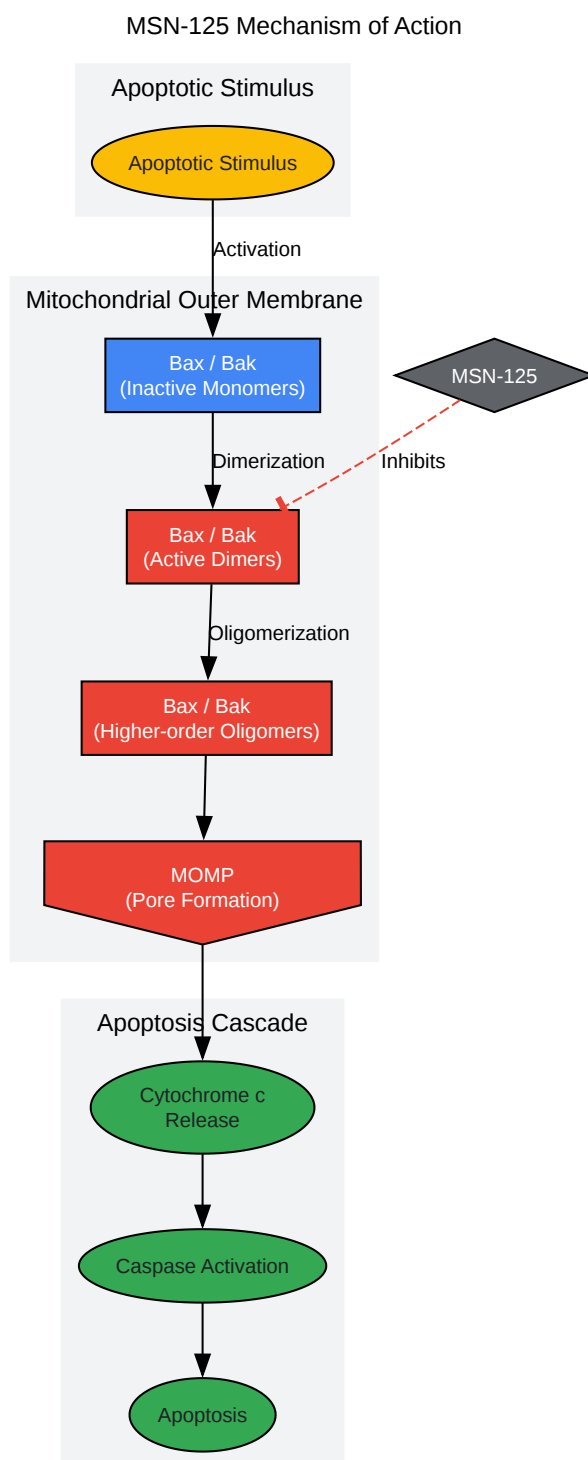 MSN-125 Mechanism of Action
Apoptotic Stimulus
Apoptotic Stimulus
Activation
Mitochondrial Outer Membrane
Bax / Bak
(Inactive Monomers)
MSN-125
Dimerization
Inhibits
Bax / Bak
(Active Dimers)
Oligomerization
Bax / Bak
(Higher-order Oligomers)
MOMP
(Pore Formation)
Apoptosis Cascade
Cytochrome c
Release
Caspase Activation
Apoptosis